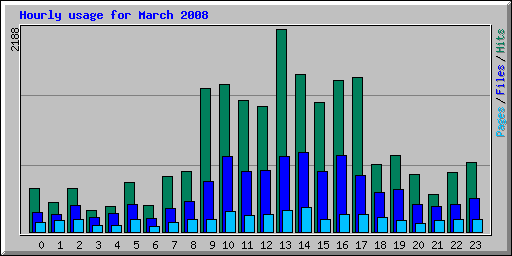 Hourly usage for March 2008
2188
Pages/Files/Hits
0 1 2 3 4 5 6 7 8 9 10 11 12 13 14 15 16 17 18 19 20 21 22 23